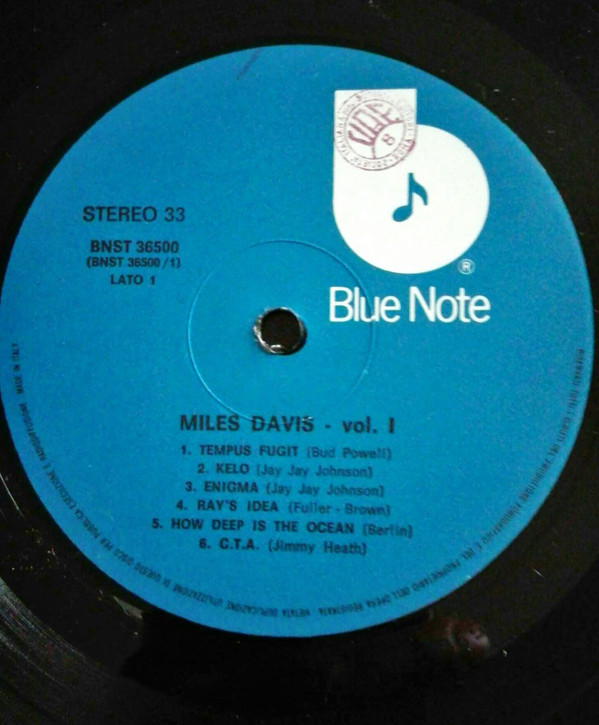 STEREO 33
BNST 36500
(BNST 36500/1)
LATO 1
®
Blue Note
MILES DAVIS - vol. I
1. TEMPUS FUGIT (Bud Powell)
2. KELO (Jay Jay Johnson)
3. ENIGMA (Jay Jay Johnson)
4. RAY'S IDEA (Fuller - Brown)
5. HOW DEEP IS THE OCEAN (Berlin)
6. C.T.A. (Jimmy Heath)
MADE IN ITALY